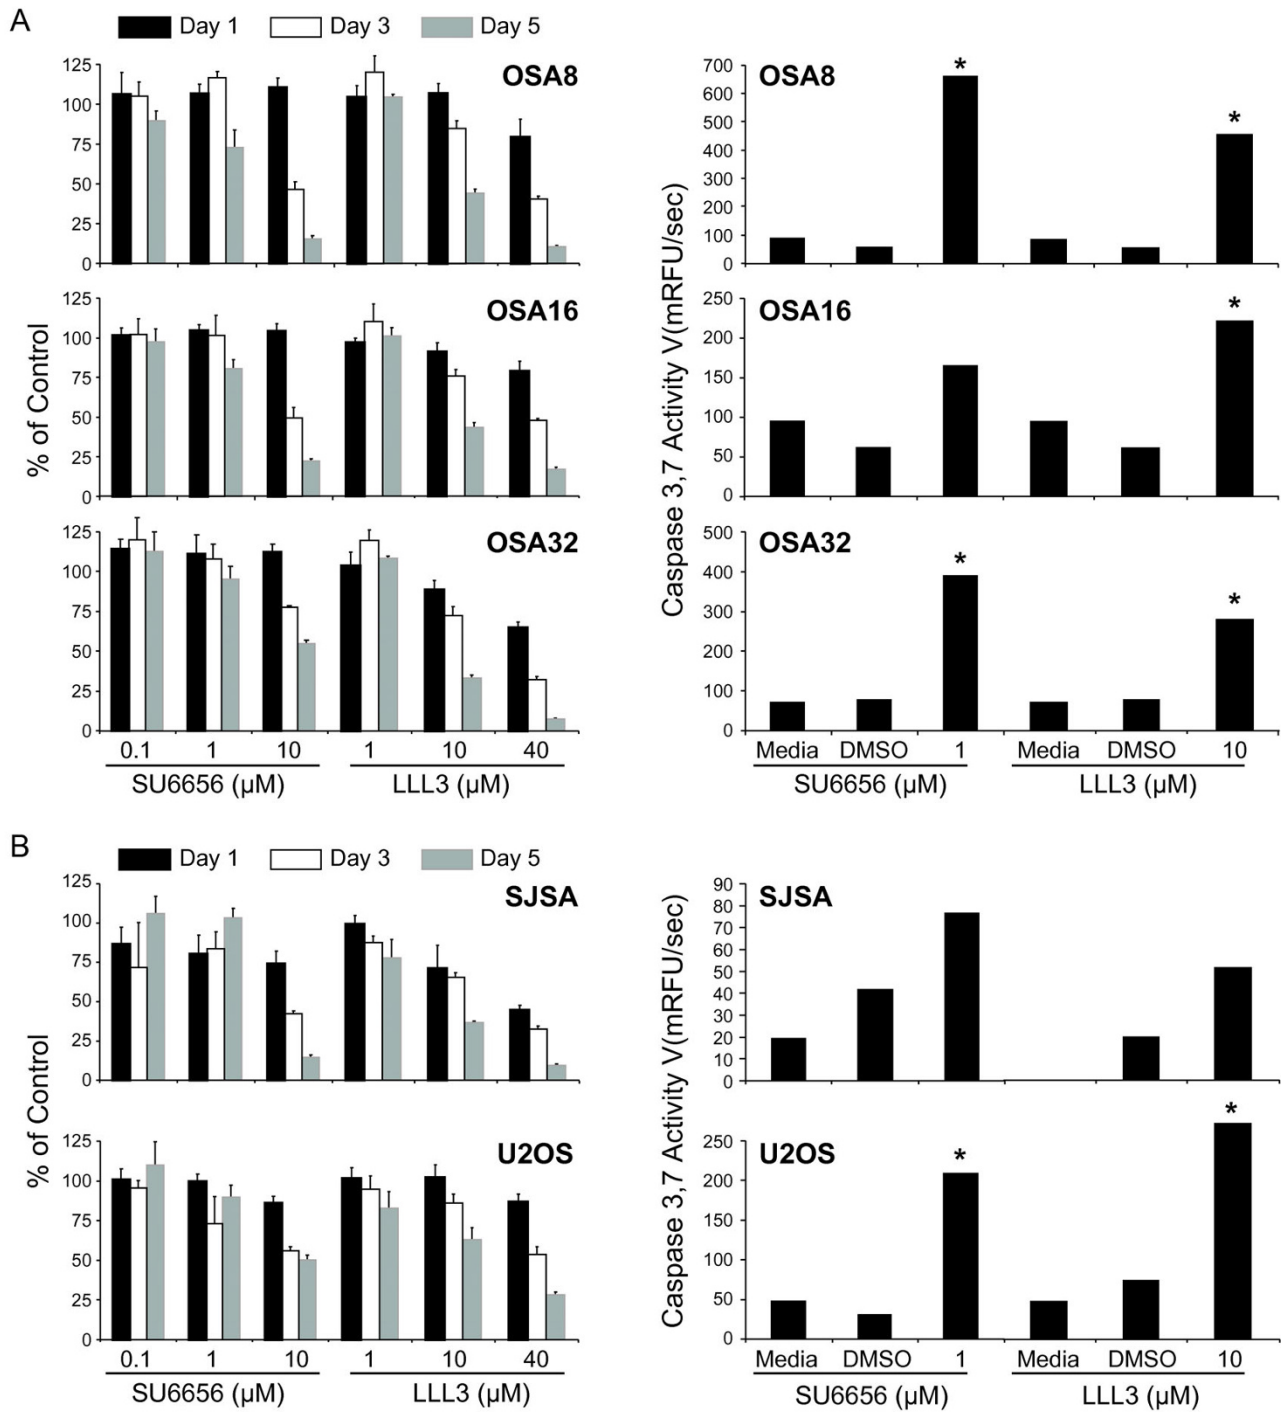 A
Day 1 Day 3 Day 5
% of Control
OSA8
125
100
75
50
25
0
OSA16
125
100
75
50
25
0
OSA32
125
100
75
50
25
0
0.1 1 10 1 10 40
SU6656 (µM) LLL3 (µM)
Caspase 3,7 Activity V(mRFU/sec)
OSA8
700
600
500
400
300
200
100
0
* *
OSA16
250
200
150
100
50
0
*
OSA32
500
400
300
200
100
0
* *
Media DMSO 1 Media DMSO 10
SU6656 (µM) LLL3 (µM)
B
Day 1 Day 3 Day 5
% of Control
SJSA
125
100
75
50
25
0
U2OS
125
100
75
50
25
0
0.1 1 10 1 10 40
SU6656 (µM) LLL3 (µM)
Caspase 3,7 Activity V(mRFU/sec)
SJSA
90
80
70
60
50
40
30
20
10
0
U2OS
250
200
150
100
50
0
* *
Media DMSO 1 Media DMSO 10
SU6656 (µM) LLL3 (µM)